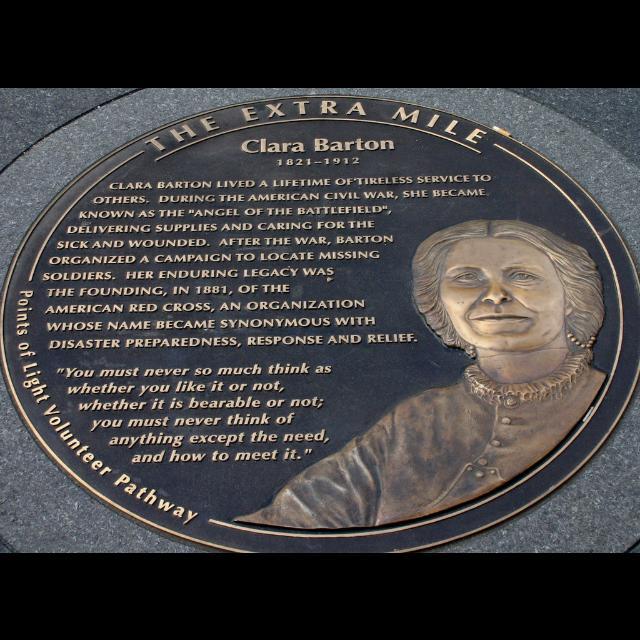 THE EXTRA MILE
Clara Barton
1821–1912
CLARA BARTON LIVED A LIFETIME OF TIRELESS SERVICE TO
OTHERS. DURING THE AMERICAN CIVIL WAR, SHE BECAME
KNOWN AS THE "ANGEL OF THE BATTLEFIELD",
DELIVERING SUPPLIES AND CARING FOR THE
SICK AND WOUNDED. AFTER THE WAR, BARTON
ORGANIZED A CAMPAIGN TO LOCATE MISSING
SOLDIERS. HER ENDURING LEGACY WAS
THE FOUNDING, IN 1881, OF THE
AMERICAN RED CROSS, AN ORGANIZATION
WHOSE NAME BECAME SYNONYMOUS WITH
DISASTER PREPAREDNESS, RESPONSE AND RELIEF.
"You must never so much think as
whether you like it or not,
whether it is bearable or not;
you must never think of
anything except the need,
and how to meet it."
Points of Light Volunteer Pathway